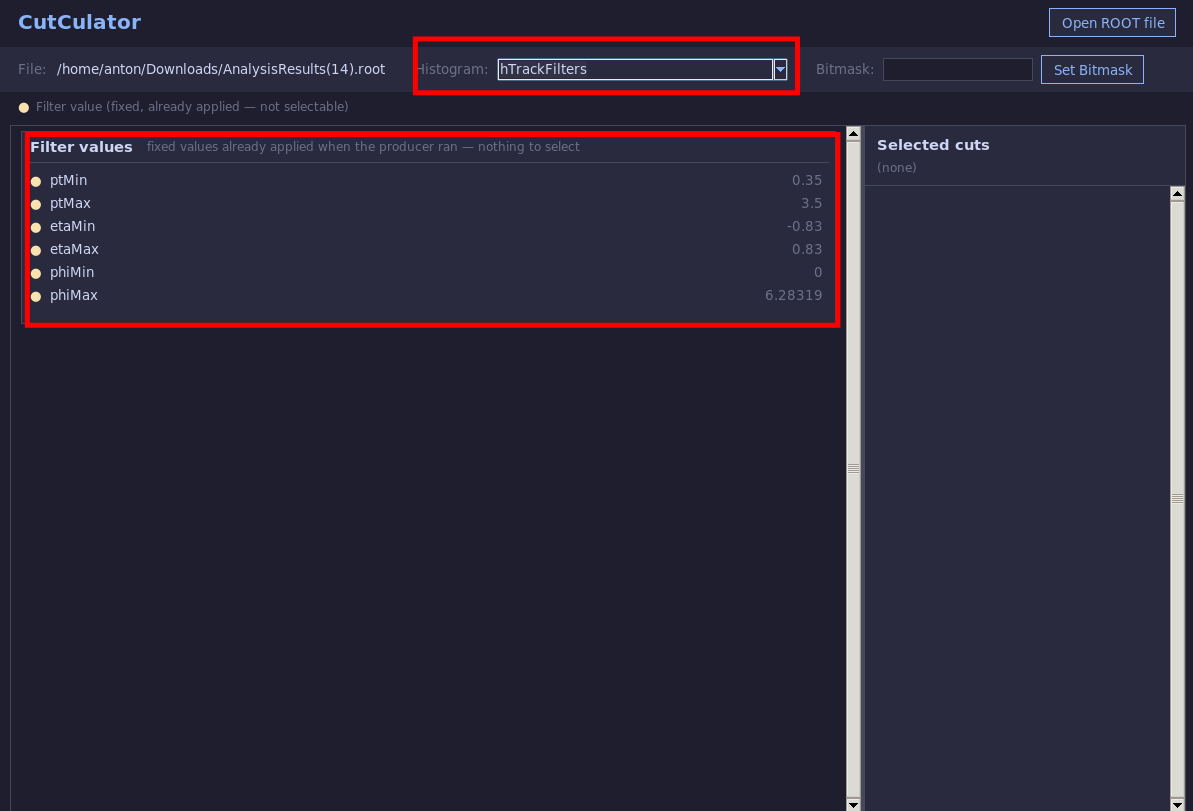 CutCulator
Open ROOT file
File: /home/anton/Downloads/AnalysisResults(14).root
Histogram: hTrackFilters
Bitmask:
Set Bitmask
Filter value (fixed, already applied — not selectable)
Filter values fixed values already applied when the producer ran — nothing to select
ptMin 0.35
ptMax 3.5
etaMin -0.83
etaMax 0.83
phiMin 0
phiMax 6.28319
Selected cuts
(none)